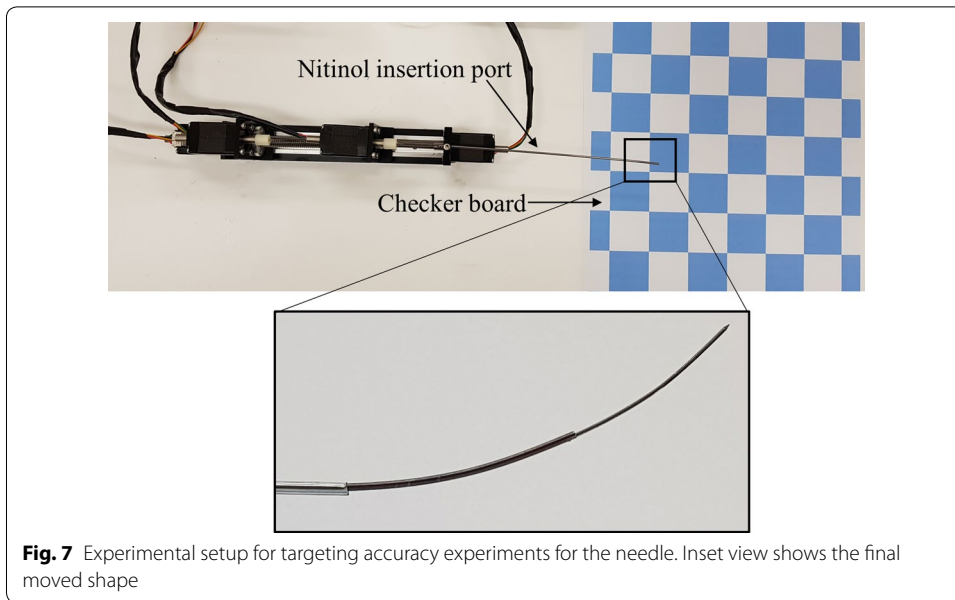 Nitinol insertion port
Checker board
Fig. 7 Experimental setup for targeting accuracy experiments for the needle. Inset view shows the final
moved shape